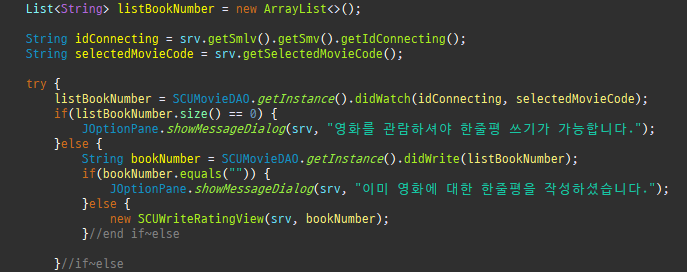 List<String> listBookNumber = new ArrayList<>();
String idConnecting = srv.getSmlv().getSmv().getIdConnecting();
String selectedMovieCode = srv.getSelectedMovieCode();
try {
listBookNumber = SCUMovieDAO.getInstance().didWatch(idConnecting, selectedMovieCode);
if(listBookNumber.size() == 0) {
JOptionPane.showMessageDialog(srv, "영화를 관람하셔야 한줄평 쓰기가 가능합니다.");
}else {
String bookNumber = SCUMovieDAO.getInstance().didWrite(listBookNumber);
if(bookNumber.equals("")) {
JOptionPane.showMessageDialog(srv, "이미 영화에 대한 한줄평을 작성하셨습니다.");
}else {
new SCUWriteRatingView(srv, bookNumber);
}//end if~else
}//if~else